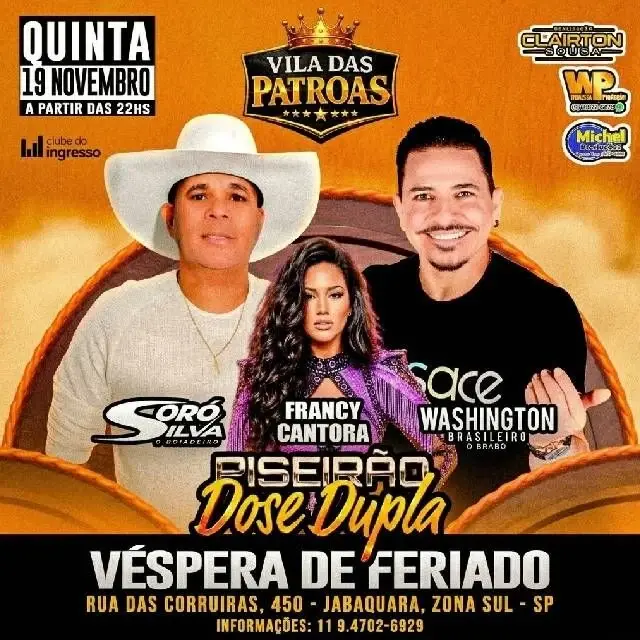 QUINTA
19 NOVEMBRO
A PARTIR DAS 22HS
clube do
ingresso
VILA DAS
PATROAS
CLAIRTON
SOUSA
WP
Michel
sace
SORÓ
SILVA
O BOIADEIRO
FRANCY
CANTORA
WASHINGTON
BRASILEIRO
O BRABO
PISEIRÃO
Dose Dupla
VÉSPERA DE FERIADO
RUA DAS CORRUIRAS, 450 - JABAQUARA, ZONA SUL - SP
INFORMAÇÕES: 11 9.4702-6929